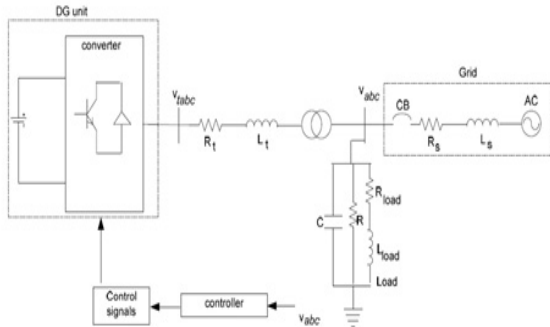 DG unit
converter
V_tabc
R_t
L_t
V_abc
Grid
CB
R_s
L_s
AC
C
R
R_load
L_load
Load
Control
signals
controller
V_abc